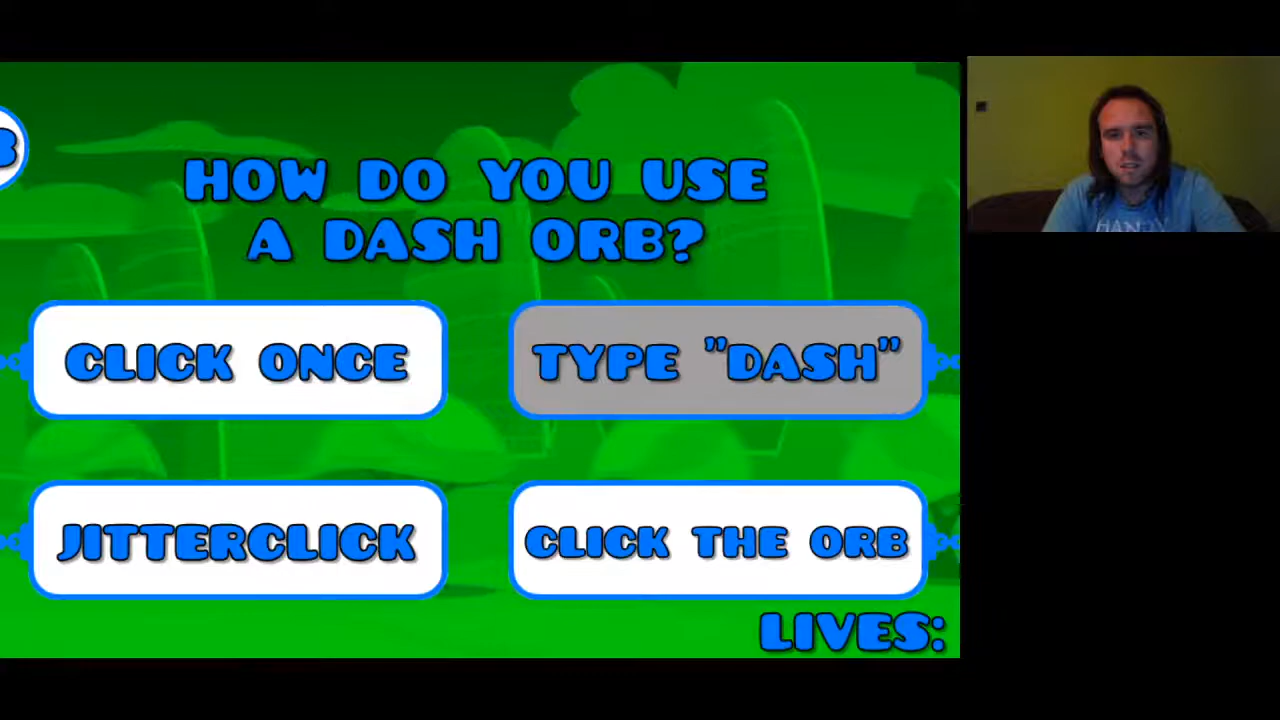 HOW DO YOU USE
A DASH ORB?
CLICK ONCE
TYPE "DASH"
JITTERCLICK
CLICK THE ORB
LIVES: